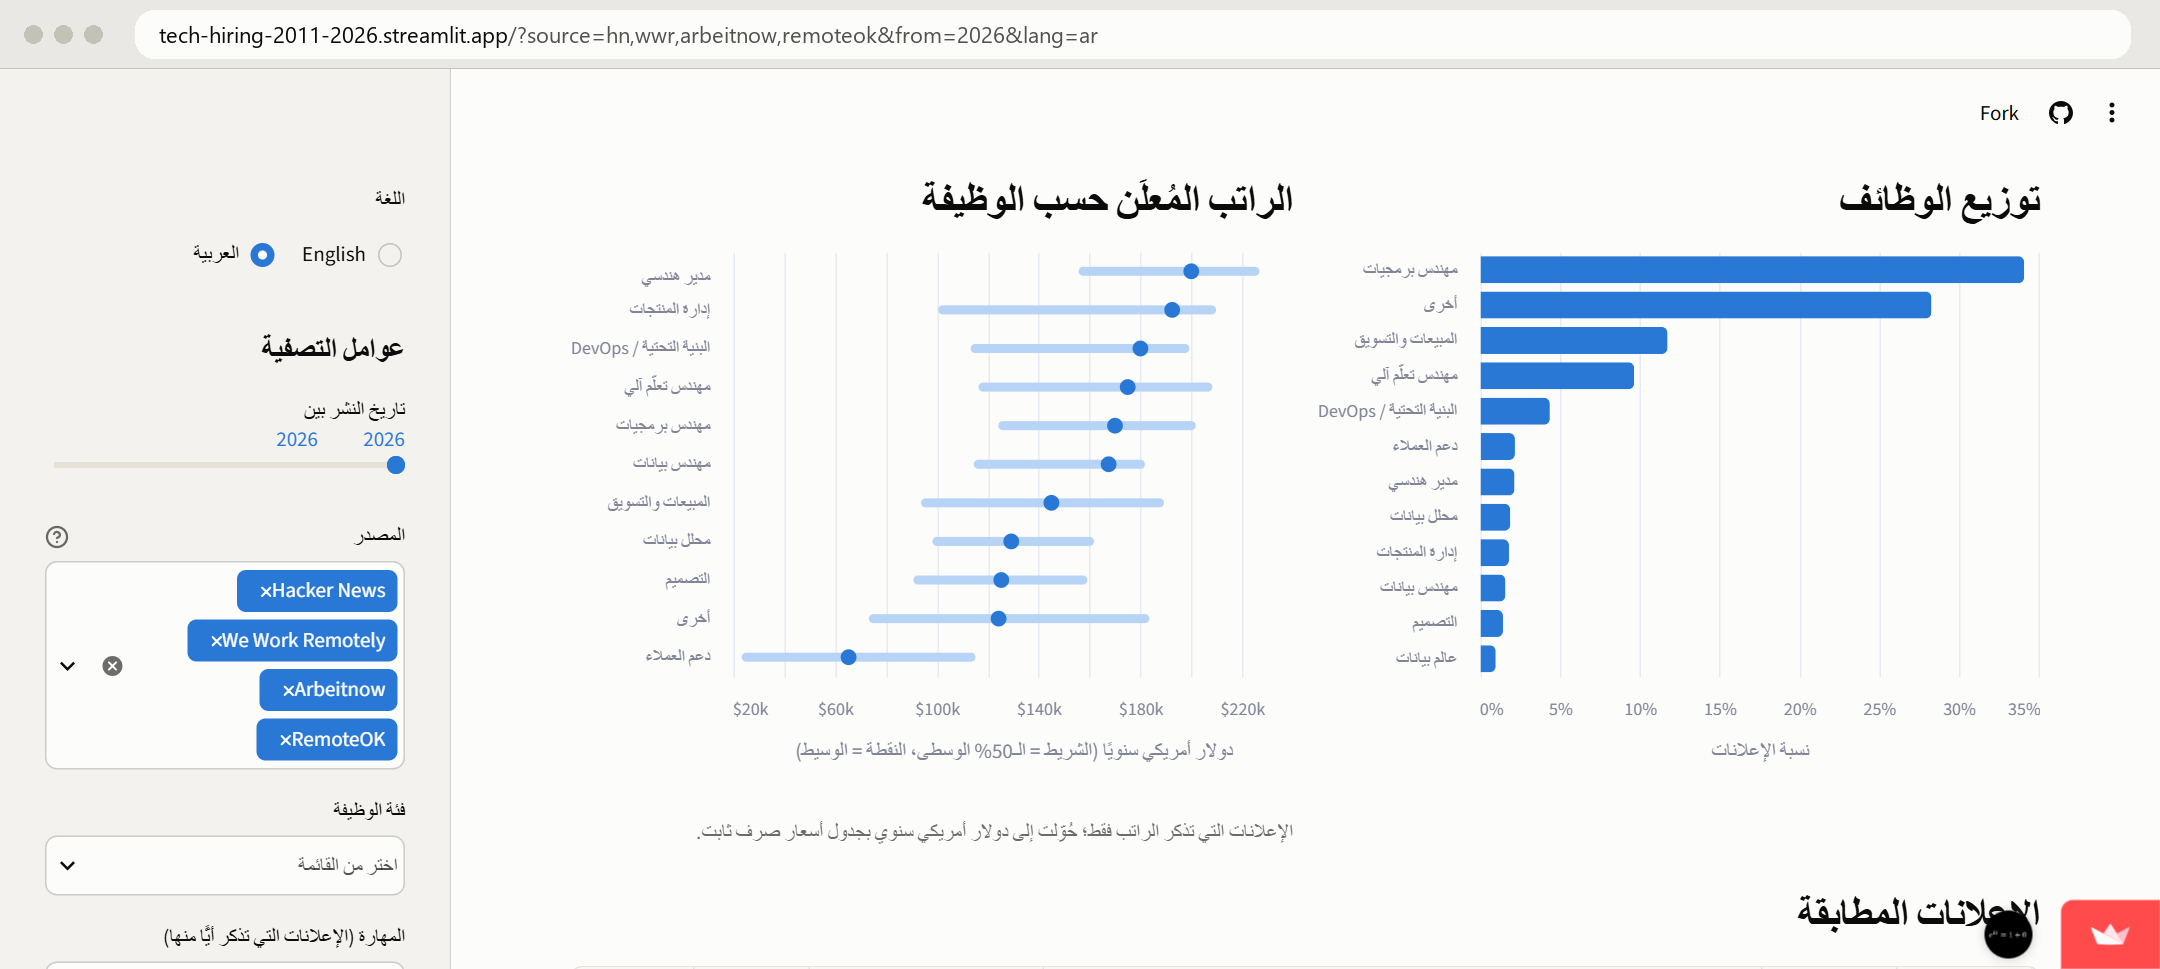 tech-hiring-2011-2026.streamlit.app/?source=hn,wwr,arbeitnow,remoteok&from=2026&lang=ar
Fork
اللغة
English
العربية
عوامل التصفية
تاريخ النشر بين
2026 2026
المصدر
Hacker News×
We Work Remotely×
Arbeitnow×
RemoteOK×
فئة الوظيفة
اختر من القائمة
المهارة (الإعلانات التي تذكر أيًّا منها)
توزيع الوظائف
مهندس برمجيات
أخرى
المبيعات والتسويق
مهندس تعلّم آلي
البنية التحتية / DevOps
دعم العملاء
مدير هندسي
محلل بيانات
إدارة المنتجات
مهندس بيانات
التصميم
عالم بيانات
0% 5% 10% 15% 20% 25% 30% 35%
نسبة الإعلانات
الراتب المُعلَن حسب الوظيفة
مدير هندسي
إدارة المنتجات
البنية التحتية / DevOps
مهندس تعلّم آلي
مهندس برمجيات
مهندس بيانات
المبيعات والتسويق
محلل بيانات
التصميم
أخرى
دعم العملاء
$20k $60k $100k $140k $180k $220k
دولار أمريكي سنويًا (الشريط = الـ50% الوسطى، النقطة = الوسيط)
الإعلانات التي تذكر الراتب فقط؛ حُوّلت إلى دولار أمريكي سنوي بجدول أسعار صرف ثابت.
الإعلانات المطابقة